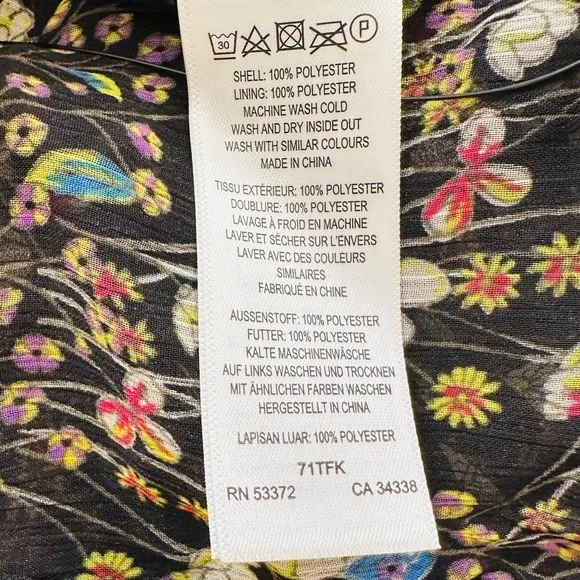 30 P
SHELL: 100% POLYESTER
LINING: 100% POLYESTER
MACHINE WASH COLD
WASH AND DRY INSIDE OUT
WASH WITH SIMILAR COLOURS
MADE IN CHINA
TISSU EXTÉRIEUR: 100% POLYESTER
DOUBLURE: 100% POLYESTER
LAVAGE À FROID EN MACHINE
LAVER ET SÉCHER SUR L'ENVERS
LAVER AVEC DES COULEURS
SIMILAIRES
FABRIQUÉ EN CHINE
AUSSENSTOFF: 100% POLYESTER
FUTTER: 100% POLYESTER
KALTE MASCHINENWÄSCHE
AUF LINKS WASCHEN UND TROCKNEN
MIT ÄHNLICHEN FARBEN WASCHEN
HERGESTELLT IN CHINA
LAPISAN LUAR: 100% POLYESTER
71TFK
RN 53372 CA 34338